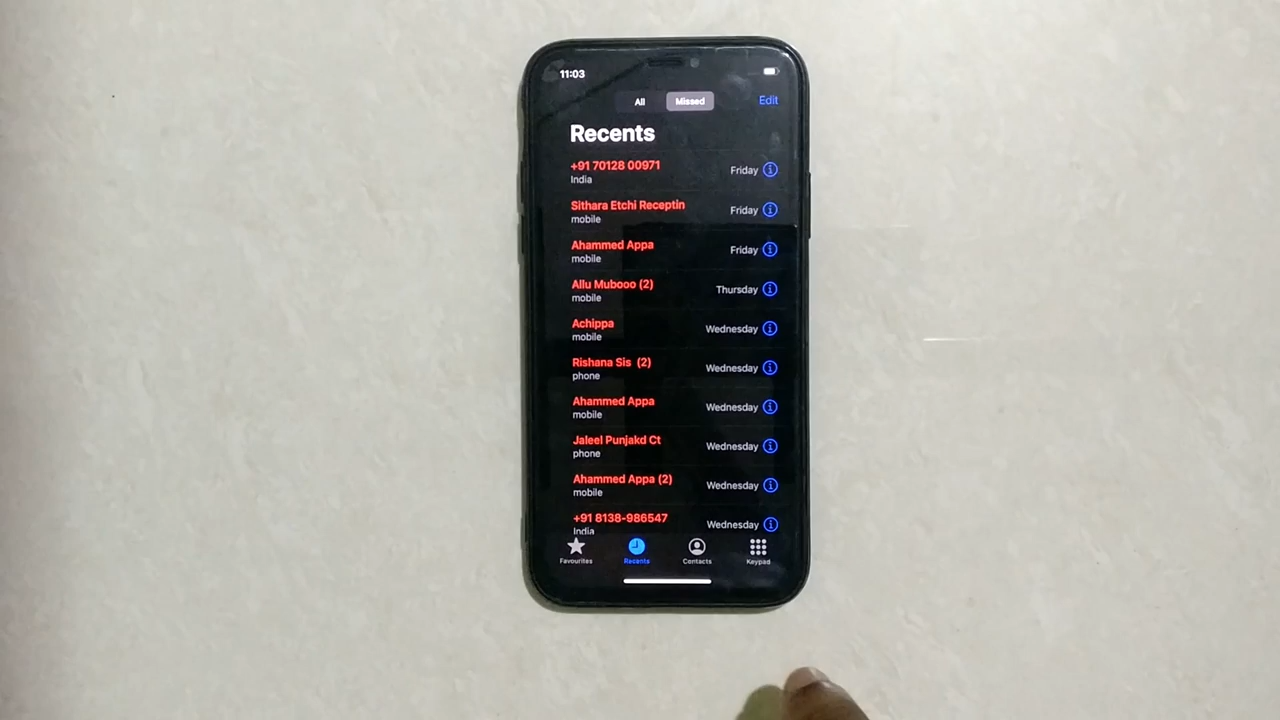 11:03
All Missed Edit
Recents
+91 70128 00971
India
Friday
Sithara Etchi Receptin
mobile
Friday
Ahammed Appa
mobile
Friday
Allu Mubooo (2)
mobile
Thursday
Achippa
mobile
Wednesday
Rishana Sis (2)
phone
Wednesday
Ahammed Appa
mobile
Wednesday
Jaleel Punjakd Ct
phone
Wednesday
Ahammed Appa (2)
mobile
Wednesday
+91 8138-986547
India
Wednesday
Favourites Recents Contacts Keypad